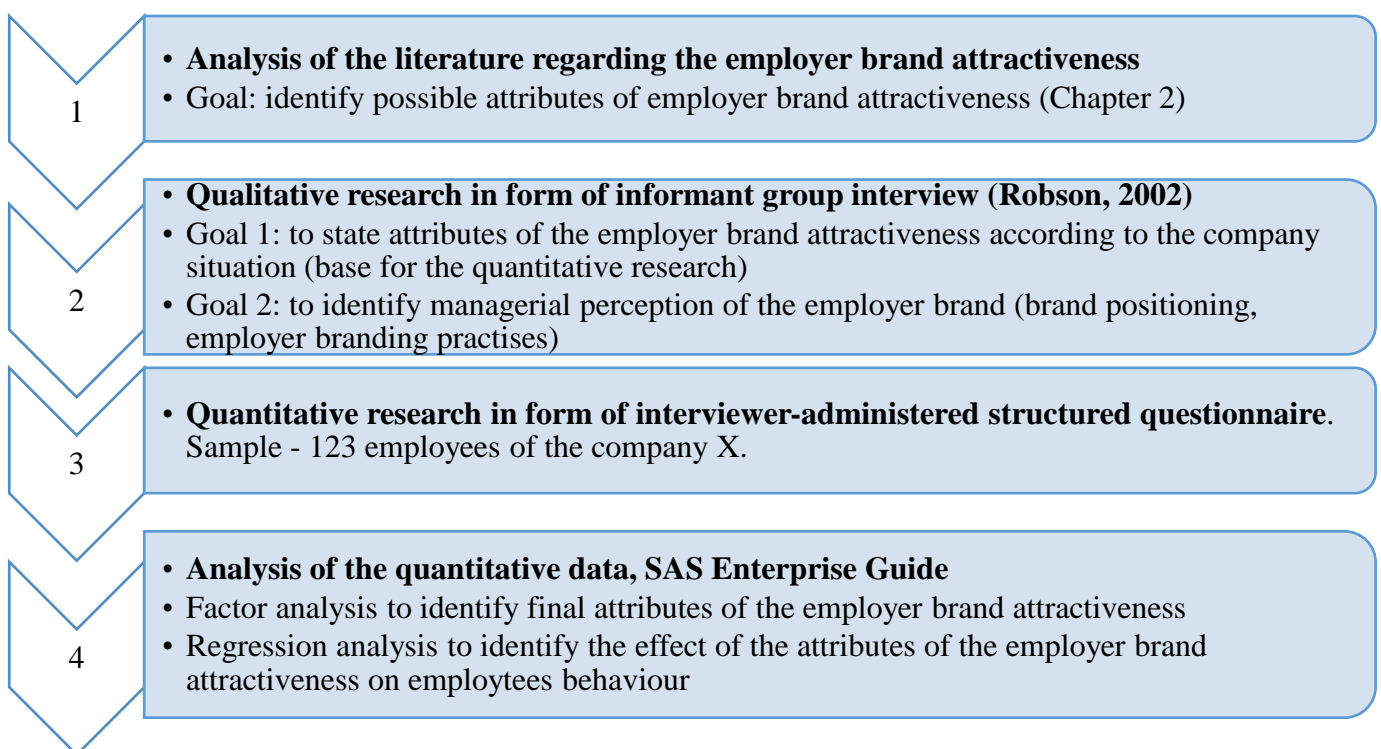 1
• Analysis of the literature regarding the employer brand attractiveness
• Goal: identify possible attributes of employer brand attractiveness (Chapter 2)
2
• Qualitative research in form of informant group interview (Robson, 2002)
• Goal 1: to state attributes of the employer brand attractiveness according to the company
situation (base for the quantitative research)
• Goal 2: to identify managerial perception of the employer brand (brand positioning,
employer branding practises)
3
• Quantitative research in form of interviewer-administered structured questionnaire.
Sample - 123 employees of the company X.
4
• Analysis of the quantitative data, SAS Enterprise Guide
• Factor analysis to identify final attributes of the employer brand attractiveness
• Regression analysis to identify the effect of the attributes of the employer brand
attractiveness on employtees behaviour